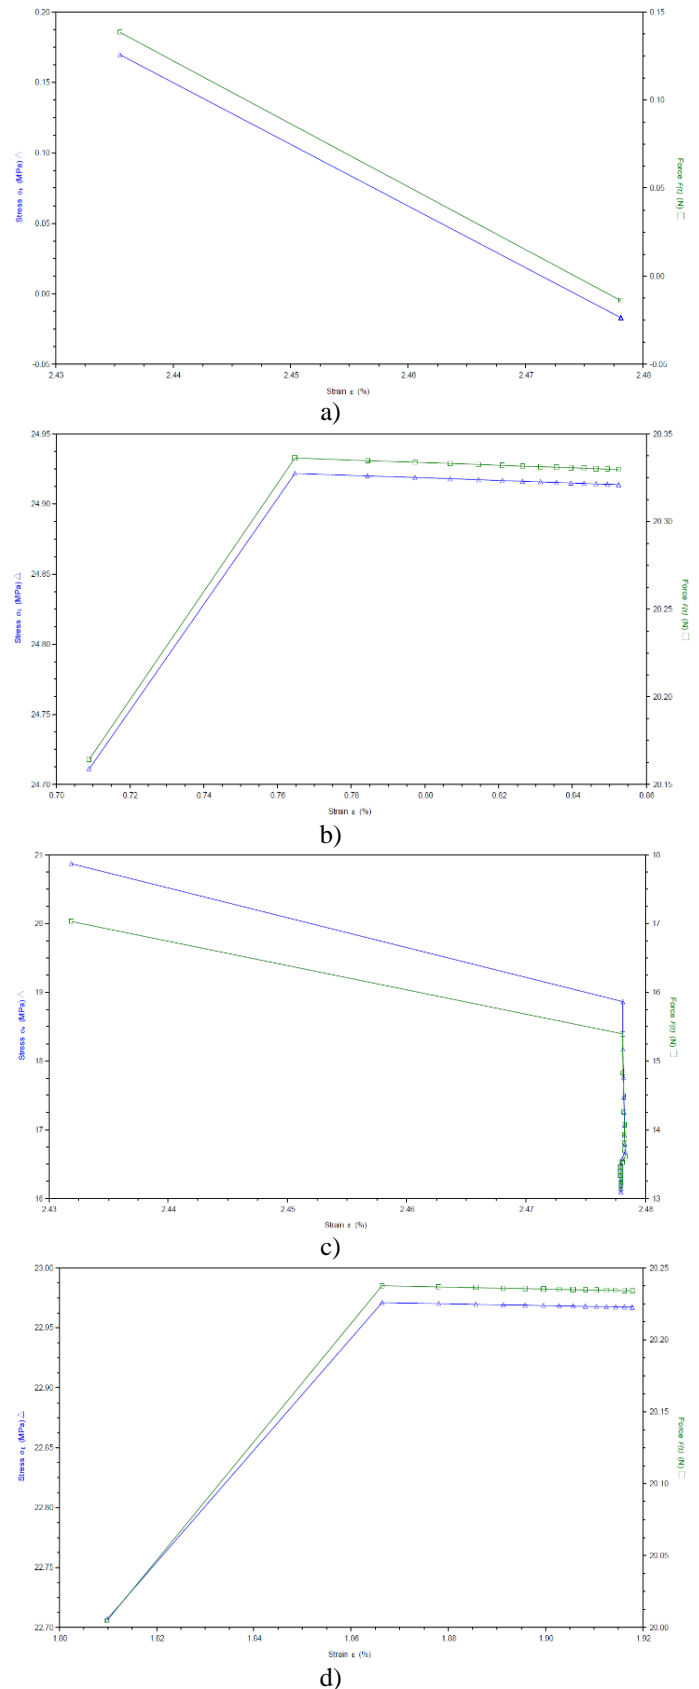 0.20 0.15
0.15 0.10
0.10 0.05
0.05 0.00
0.00
-0.05 -0.05
Stress σₜ (MPa) △
Force F(t) (N) □
2.43 2.44 2.45 2.46 2.47 2.48
Strain ε (%)
a)
24.95 20.35
24.90 20.30
24.85 20.25
24.80 20.20
24.75
24.70 20.15
Stress σₜ (MPa) △
Force F(t) (N) □
0.70 0.72 0.74 0.76 0.78 0.80 0.82 0.84 0.86
Strain ε (%)
b)
21 18
20 17
19 16
18 15
17 14
16 13
Stress σₜ (MPa) △
Force F(t) (N) □
2.43 2.44 2.45 2.46 2.47 2.48
Strain ε (%)
c)
23.00 20.25
22.95 20.20
22.90 20.15
22.85
22.80 20.10
22.75 20.05
22.70 20.00
Stress σₜ (MPa) △
Force F(t) (N) □
1.80 1.82 1.84 1.86 1.88 1.90 1.92
Strain ε (%)
d)